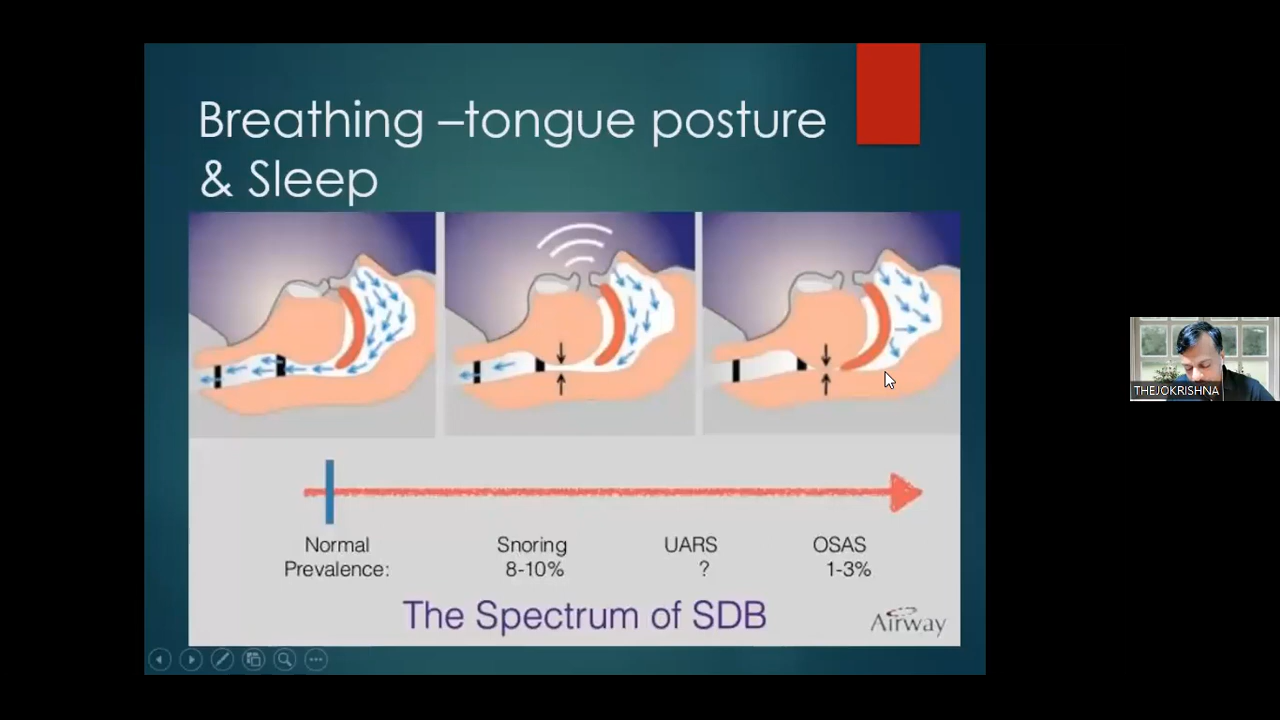 Breathing –tongue posture
& Sleep
Normal
Prevalence:
Snoring
8-10%
UARS
?
OSAS
1-3%
The Spectrum of SDB
Airway
THEJOKRISHNA